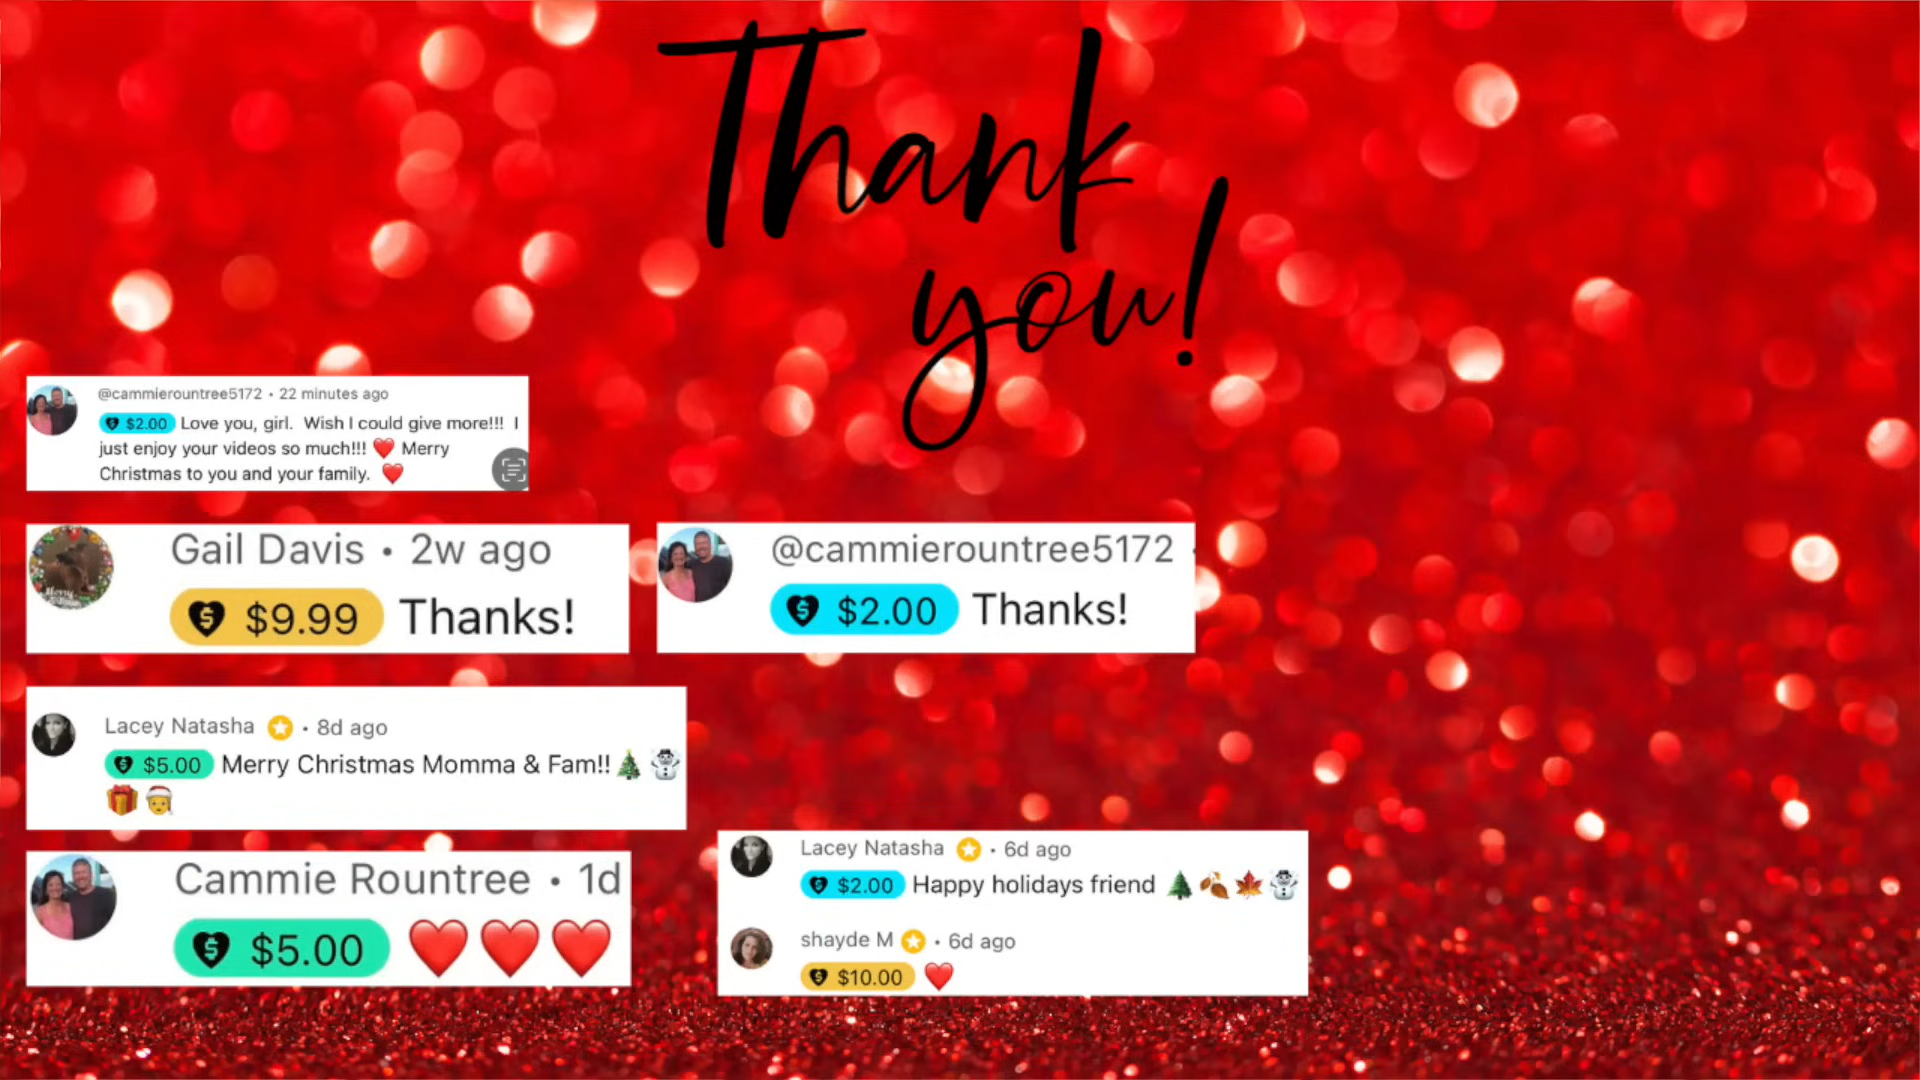 Thank
you!
@cammierountree5172 • 22 minutes ago
$2.00 Love you, girl. Wish I could give more!!! I
just enjoy your videos so much!!! ❤️ Merry
Christmas to you and your family. ❤️
Gail Davis • 2w ago
$9.99 Thanks!
@cammierountree5172
$2.00 Thanks!
Lacey Natasha • 8d ago
$5.00 Merry Christmas Momma & Fam!! 🎄☃️
🎁🤶
Cammie Rountree • 1d
$5.00 ❤️❤️❤️
Lacey Natasha • 6d ago
$2.00 Happy holidays friend 🌲🍂🍁☃️
shayde M • 6d ago
$10.00 ❤️